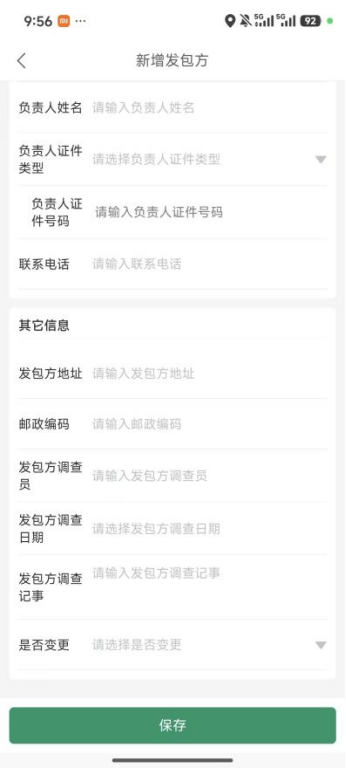 9:56 mi ... 5G 5G 92
新增发包方
负责人姓名 请输入负责人姓名
负责人证件 请选择负责人证件类型
类型
负责人证 请输入负责人证件号码
件号码
联系电话 请输入联系电话
其它信息
发包方地址 请输入发包方地址
邮政编码 请输入邮政编码
发包方调查 请输入发包方调查员
员
发包方调查 请选择发包方调查日期
日期
发包方调查 请输入发包方调查记事
记事
是否变更 请选择是否变更
保存